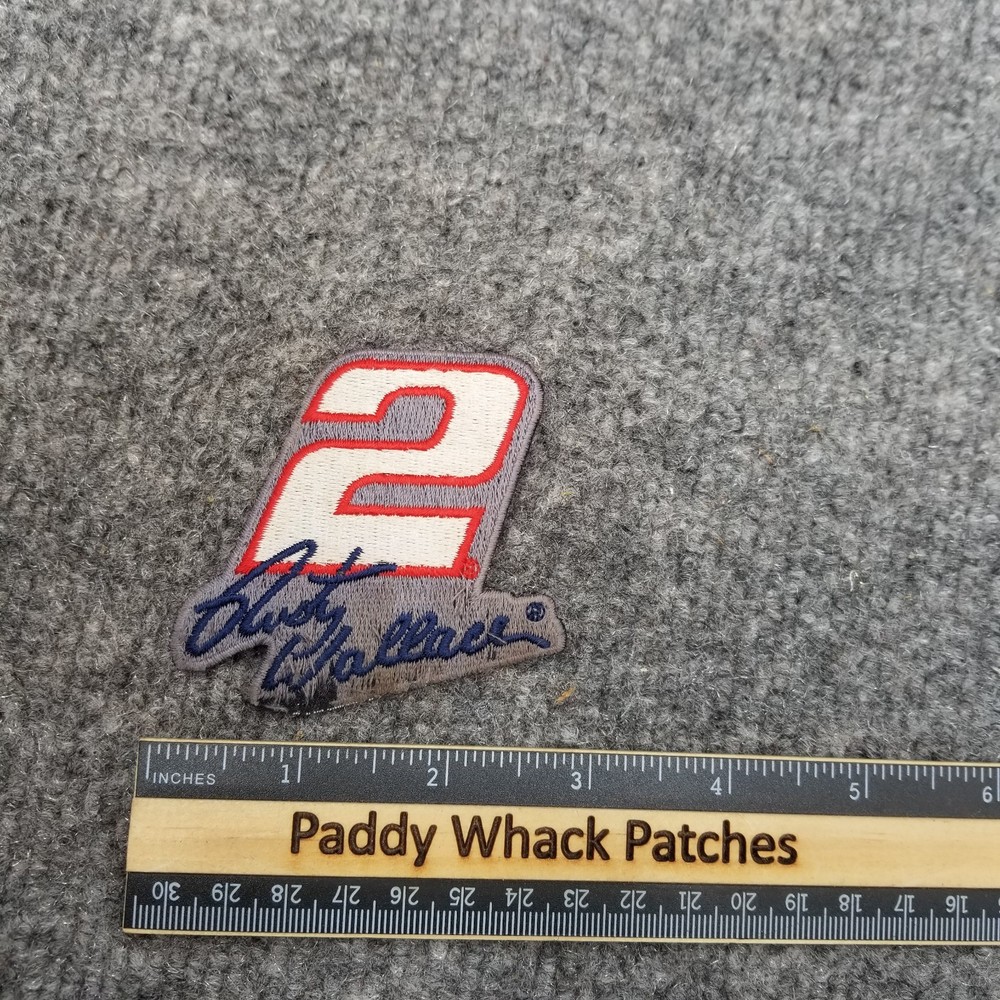 2
®
Rusty
Wallace ®
INCHES 1 2 3 4 5 6
Paddy Whack Patches
30 29 28 27 26 25 24 23 22 21 20 19 18 17 16